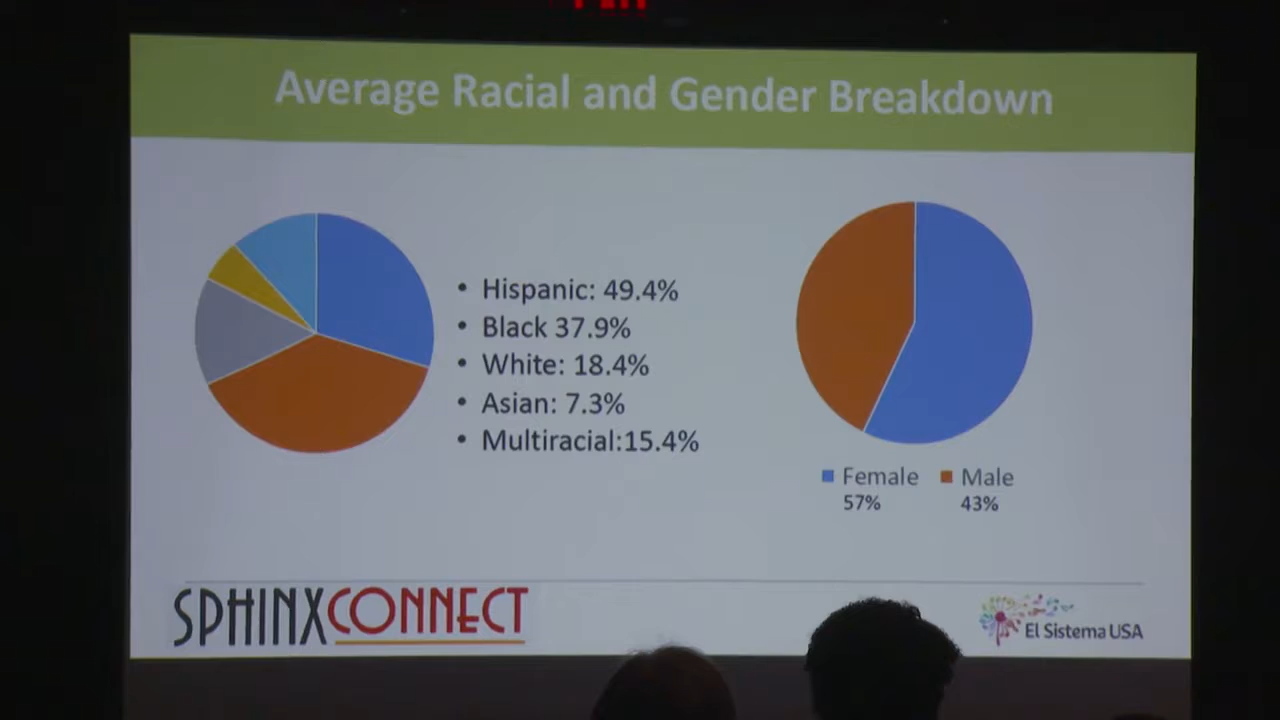 Average Racial and Gender Breakdown
• Hispanic: 49.4%
• Black 37.9%
• White: 18.4%
• Asian: 7.3%
• Multiracial:15.4%
Female Male
57% 43%
SPHINXCONNECT
El Sistema USA